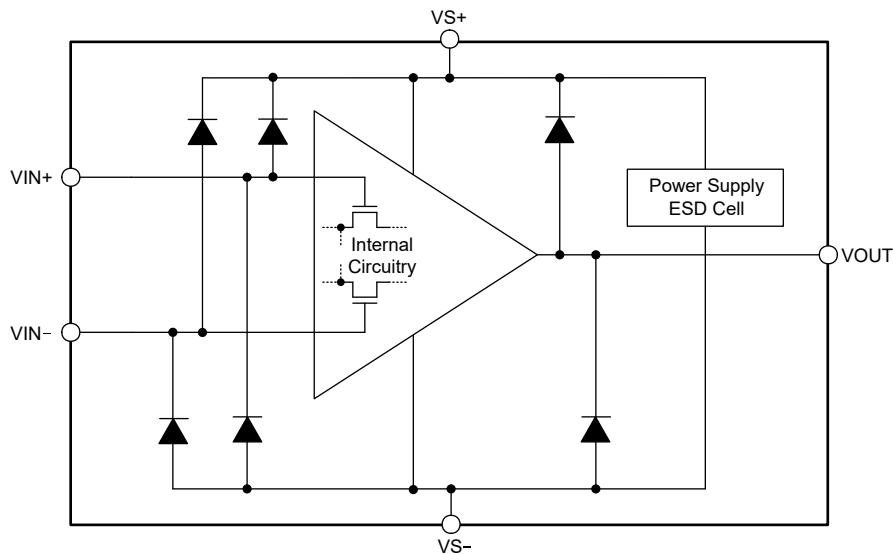 VS+
VIN+
Power Supply
ESD Cell
Internal
Circuitry
VOUT
VIN−
VS−